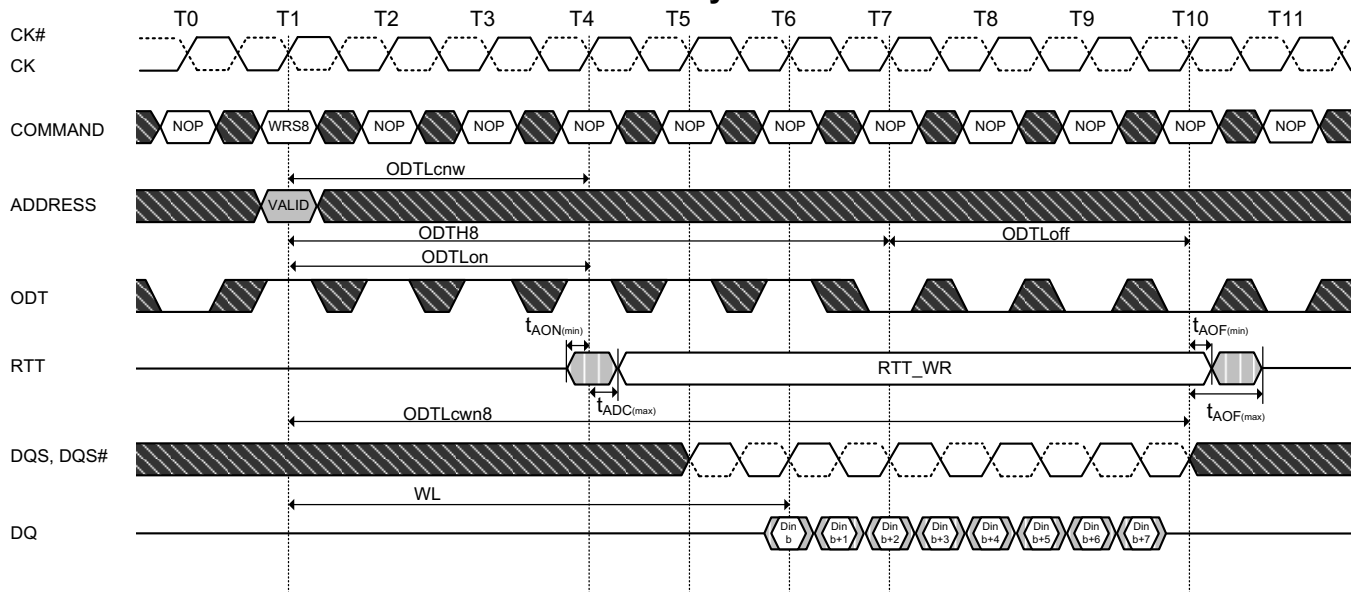 T0 T1 T2 T3 T4 T5 T6 T7 T8 T9 T10 T11
CK#
CK
COMMAND NOP WRS8 NOP NOP NOP NOP NOP NOP NOP NOP NOP NOP
ODTLcnw
ADDRESS VALID
ODTH8 ODTLoff
ODTLon
ODT
tAON(min) tAOF(min)
RTT RTT_WR
tADC(max) tAOF(max)
ODTLcwn8
DQS, DQS#
WL
DQ Din b Din b+1 Din b+2 Din b+3 Din b+4 Din b+5 Din b+6 Din b+7